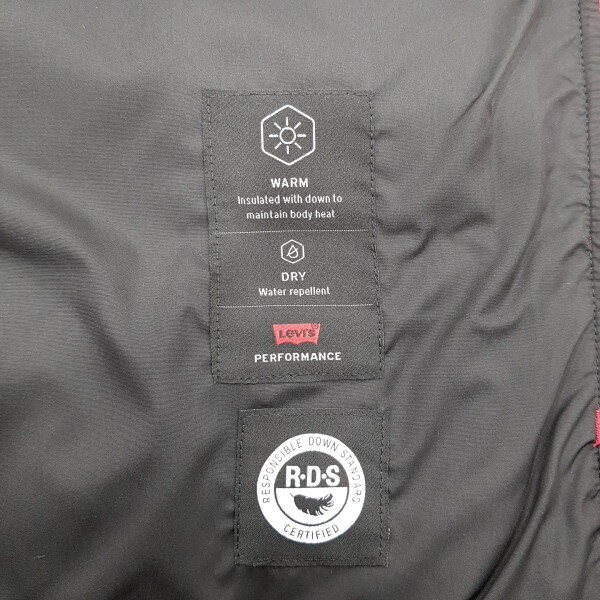 WARM
Insulated with down to
maintain body heat
DRY
Water repellent
Levi's®
PERFORMANCE
RESPONSIBLE DOWN STANDARD
R·D·S
CERTIFIED